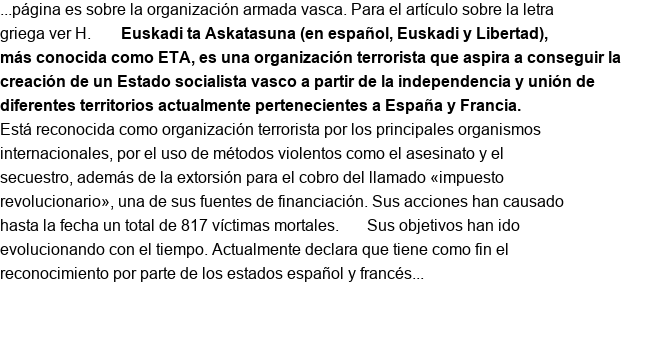 ...página es sobre la organización armada vasca. Para el artículo sobre la letra
griega ver H. Euskadi ta Askatasuna (en español, Euskadi y Libertad),
más conocida como ETA, es una organización terrorista que aspira a conseguir la
creación de un Estado socialista vasco a partir de la independencia y unión de
diferentes territorios actualmente pertenecientes a España y Francia.
Está reconocida como organización terrorista por los principales organismos
internacionales, por el uso de métodos violentos como el asesinato y el
secuestro, además de la extorsión para el cobro del llamado «impuesto
revolucionario», una de sus fuentes de financiación. Sus acciones han causado
hasta la fecha un total de 817 víctimas mortales. Sus objetivos han ido
evolucionando con el tiempo. Actualmente declara que tiene como fin el
reconocimiento por parte de los estados español y francés...